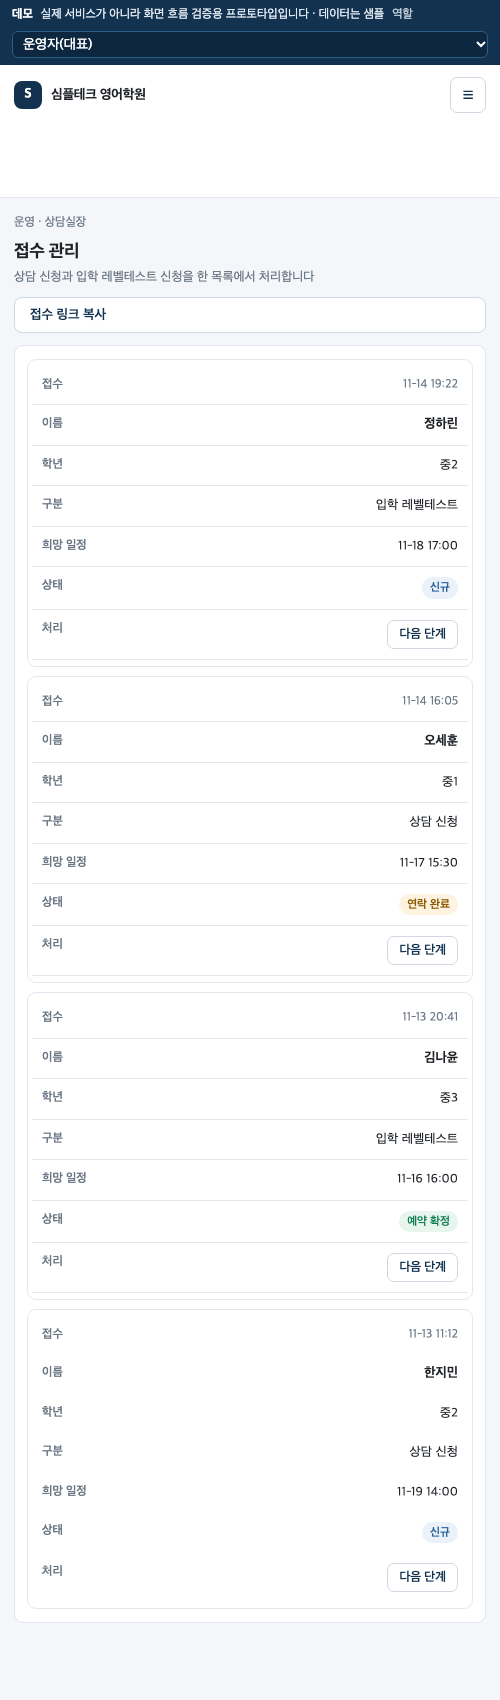 데모 실제 서비스가 아니라 화면 흐름 검증용 프로토타입입니다 · 데이터는 샘플 역할
운영자(대표)
S 심플테크 영어학원
운영 · 상담실장
접수 관리
상담 신청과 입학 레벨테스트 신청을 한 목록에서 처리합니다
접수 링크 복사
접수 11-14 19:22
이름 정하린
학년 중2
구분 입학 레벨테스트
희망 일정 11-18 17:00
상태 신규
처리 다음 단계
접수 11-14 16:05
이름 오세훈
학년 중1
구분 상담 신청
희망 일정 11-17 15:30
상태 연락 완료
처리 다음 단계
접수 11-13 20:41
이름 김나윤
학년 중3
구분 입학 레벨테스트
희망 일정 11-16 16:00
상태 예약 확정
처리 다음 단계
접수 11-13 11:12
이름 한지민
학년 중2
구분 상담 신청
희망 일정 11-19 14:00
상태 신규
처리 다음 단계